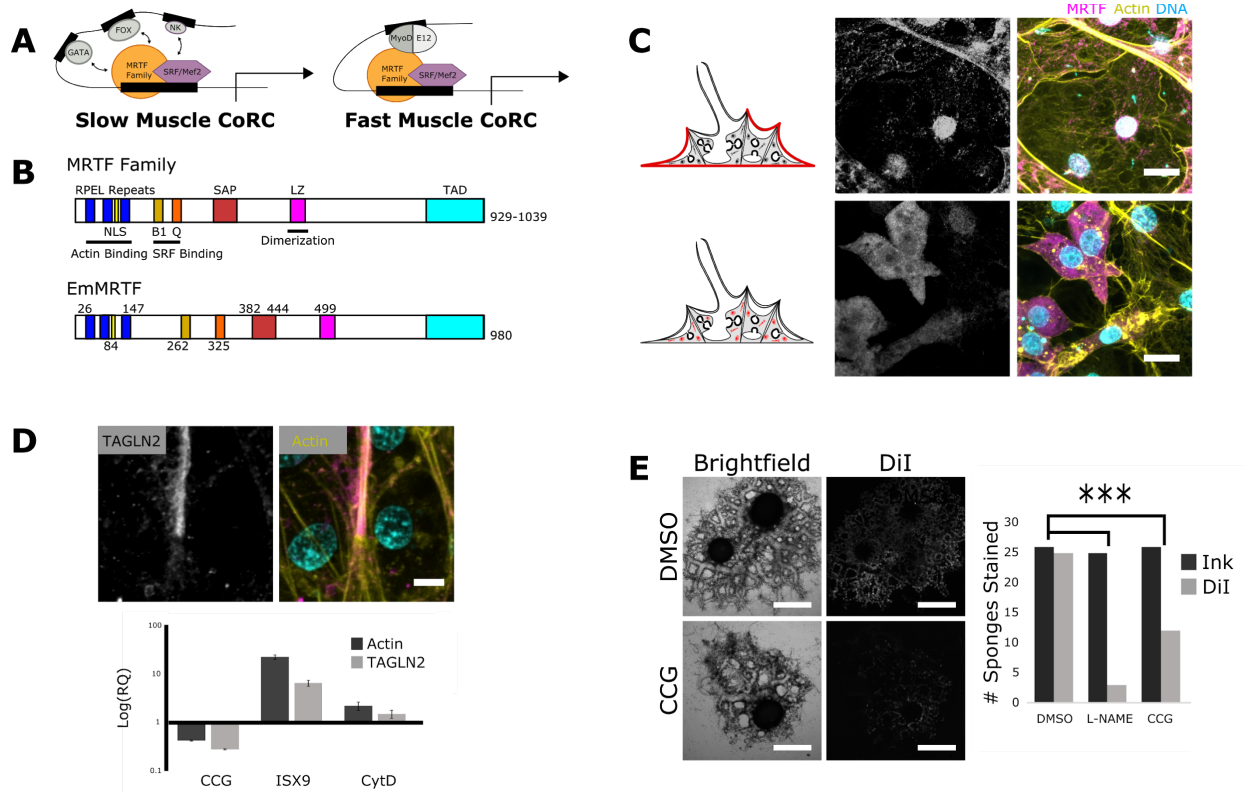 A
FOX
NK
GATA
MRTF
Family
SRF/Mef2
Slow Muscle CoRC
MyoD
E12
MRTF
Family
SRF/Mef2
Fast Muscle CoRC
B
MRTF Family
RPEL Repeats
SAP
LZ
TAD
929-1039
NLS
B1
Q
Dimerization
Actin Binding
SRF Binding
EmMRTF
26
147
382
444
499
980
84
262
325
C
MRTF Actin DNA
D
TAGLN2
Actin
Log(RQ)
100
10
1
0.1
Actin
TAGLN2
CCG
ISX9
CytD
E
Brightfield
DiI
DMSO
CCG
***
# Sponges Stained
30
25
20
15
10
5
0
Ink
DiI
DMSO
L-NAME
CCG